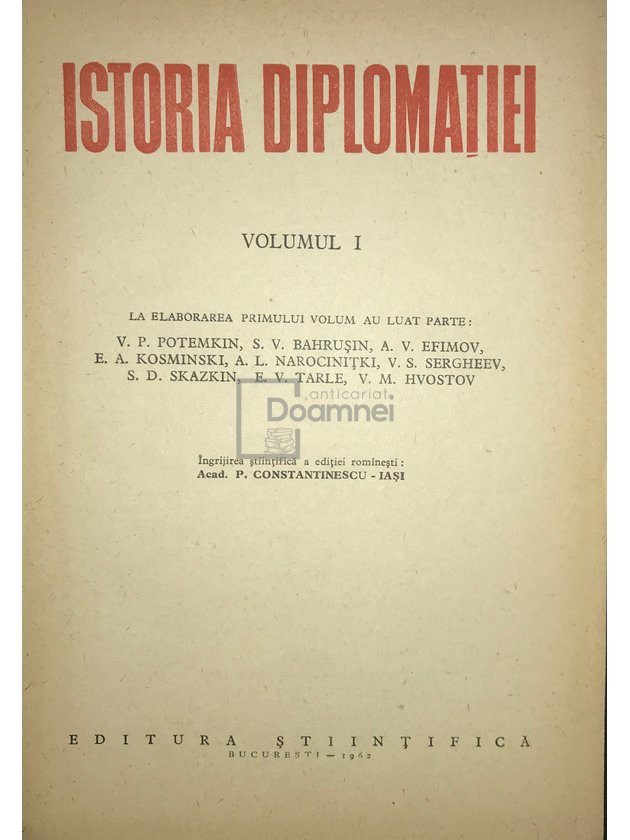 ISTORIA DIPLOMAȚIEI
VOLUMUL I
LA ELABORAREA PRIMULUI VOLUM AU LUAT PARTE:
V. P. POTEMKIN, S. V. BAHRUȘIN, A. V. EFIMOV,
E. A. KOSMINSKI, A. L. NAROCINIȚKI, V. S. SERGHEEV,
S. D. SKAZKIN, E. V. TARLE, V. M. HVOSTOV
anticariat
Doamnei
Îngrijirea științifică a ediției romînești:
Acad. P. CONSTANTINESCU - IAȘI
EDITURA ȘTIINȚIFICĂ
BUCUREȘTI — 1962